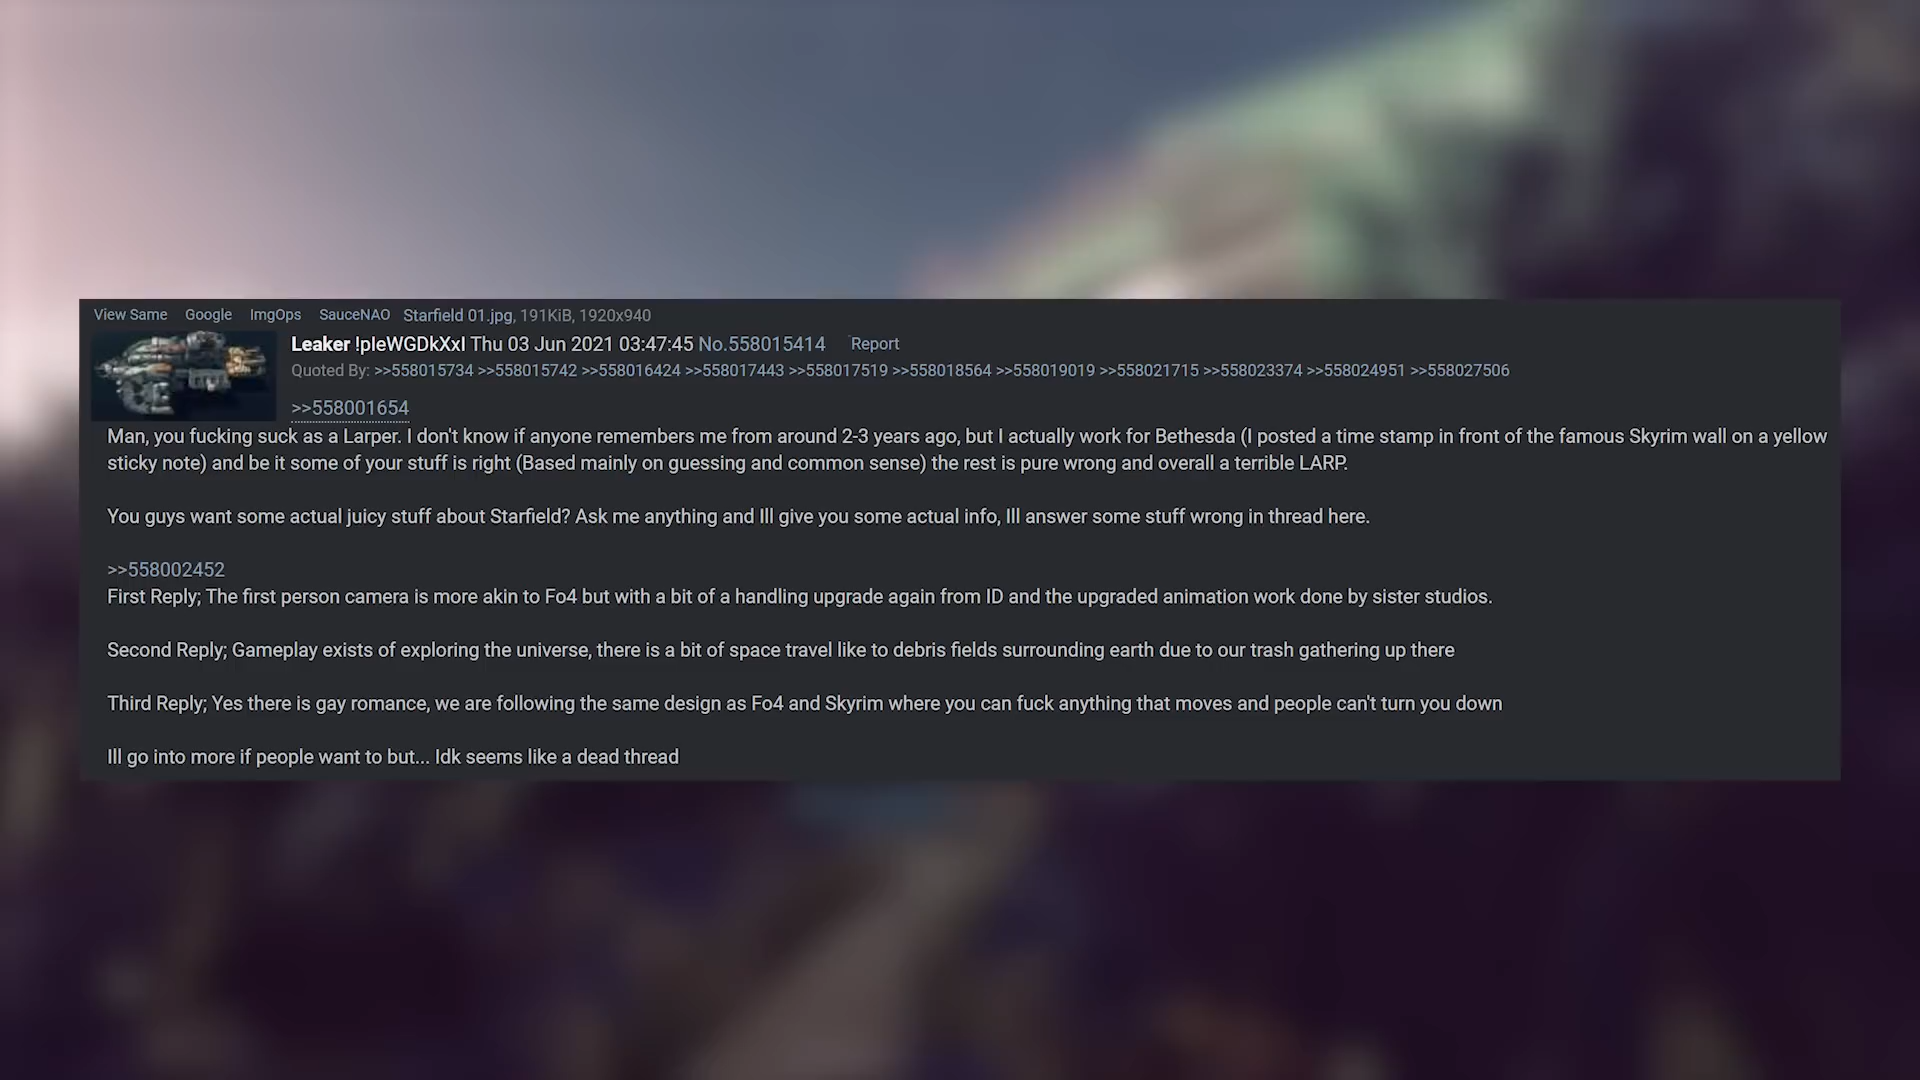 View Same Google ImgOps SauceNAO Starfield 01.jpg, 191KiB, 1920x940
Leaker !pIeWGDkXxI Thu 03 Jun 2021 03:47:45 No.558015414 Report
Quoted By: >>558015734 >>558015742 >>558016424 >>558017443 >>558017519 >>558018564 >>558019019 >>558021715 >>558023374 >>558024951 >>558027506
>>558001654
Man, you fucking suck as a Larper. I don't know if anyone remembers me from around 2-3 years ago, but I actually work for Bethesda (I posted a time stamp in front of the famous Skyrim wall on a yellow
sticky note) and be it some of your stuff is right (Based mainly on guessing and common sense) the rest is pure wrong and overall a terrible LARP.
You guys want some actual juicy stuff about Starfield? Ask me anything and Ill give you some actual info, Ill answer some stuff wrong in thread here.
>>558002452
First Reply; The first person camera is more akin to Fo4 but with a bit of a handling upgrade again from ID and the upgraded animation work done by sister studios.
Second Reply; Gameplay exists of exploring the universe, there is a bit of space travel like to debris fields surrounding earth due to our trash gathering up there
Third Reply; Yes there is gay romance, we are following the same design as Fo4 and Skyrim where you can fuck anything that moves and people can't turn you down
Ill go into more if people want to but... Idk seems like a dead thread